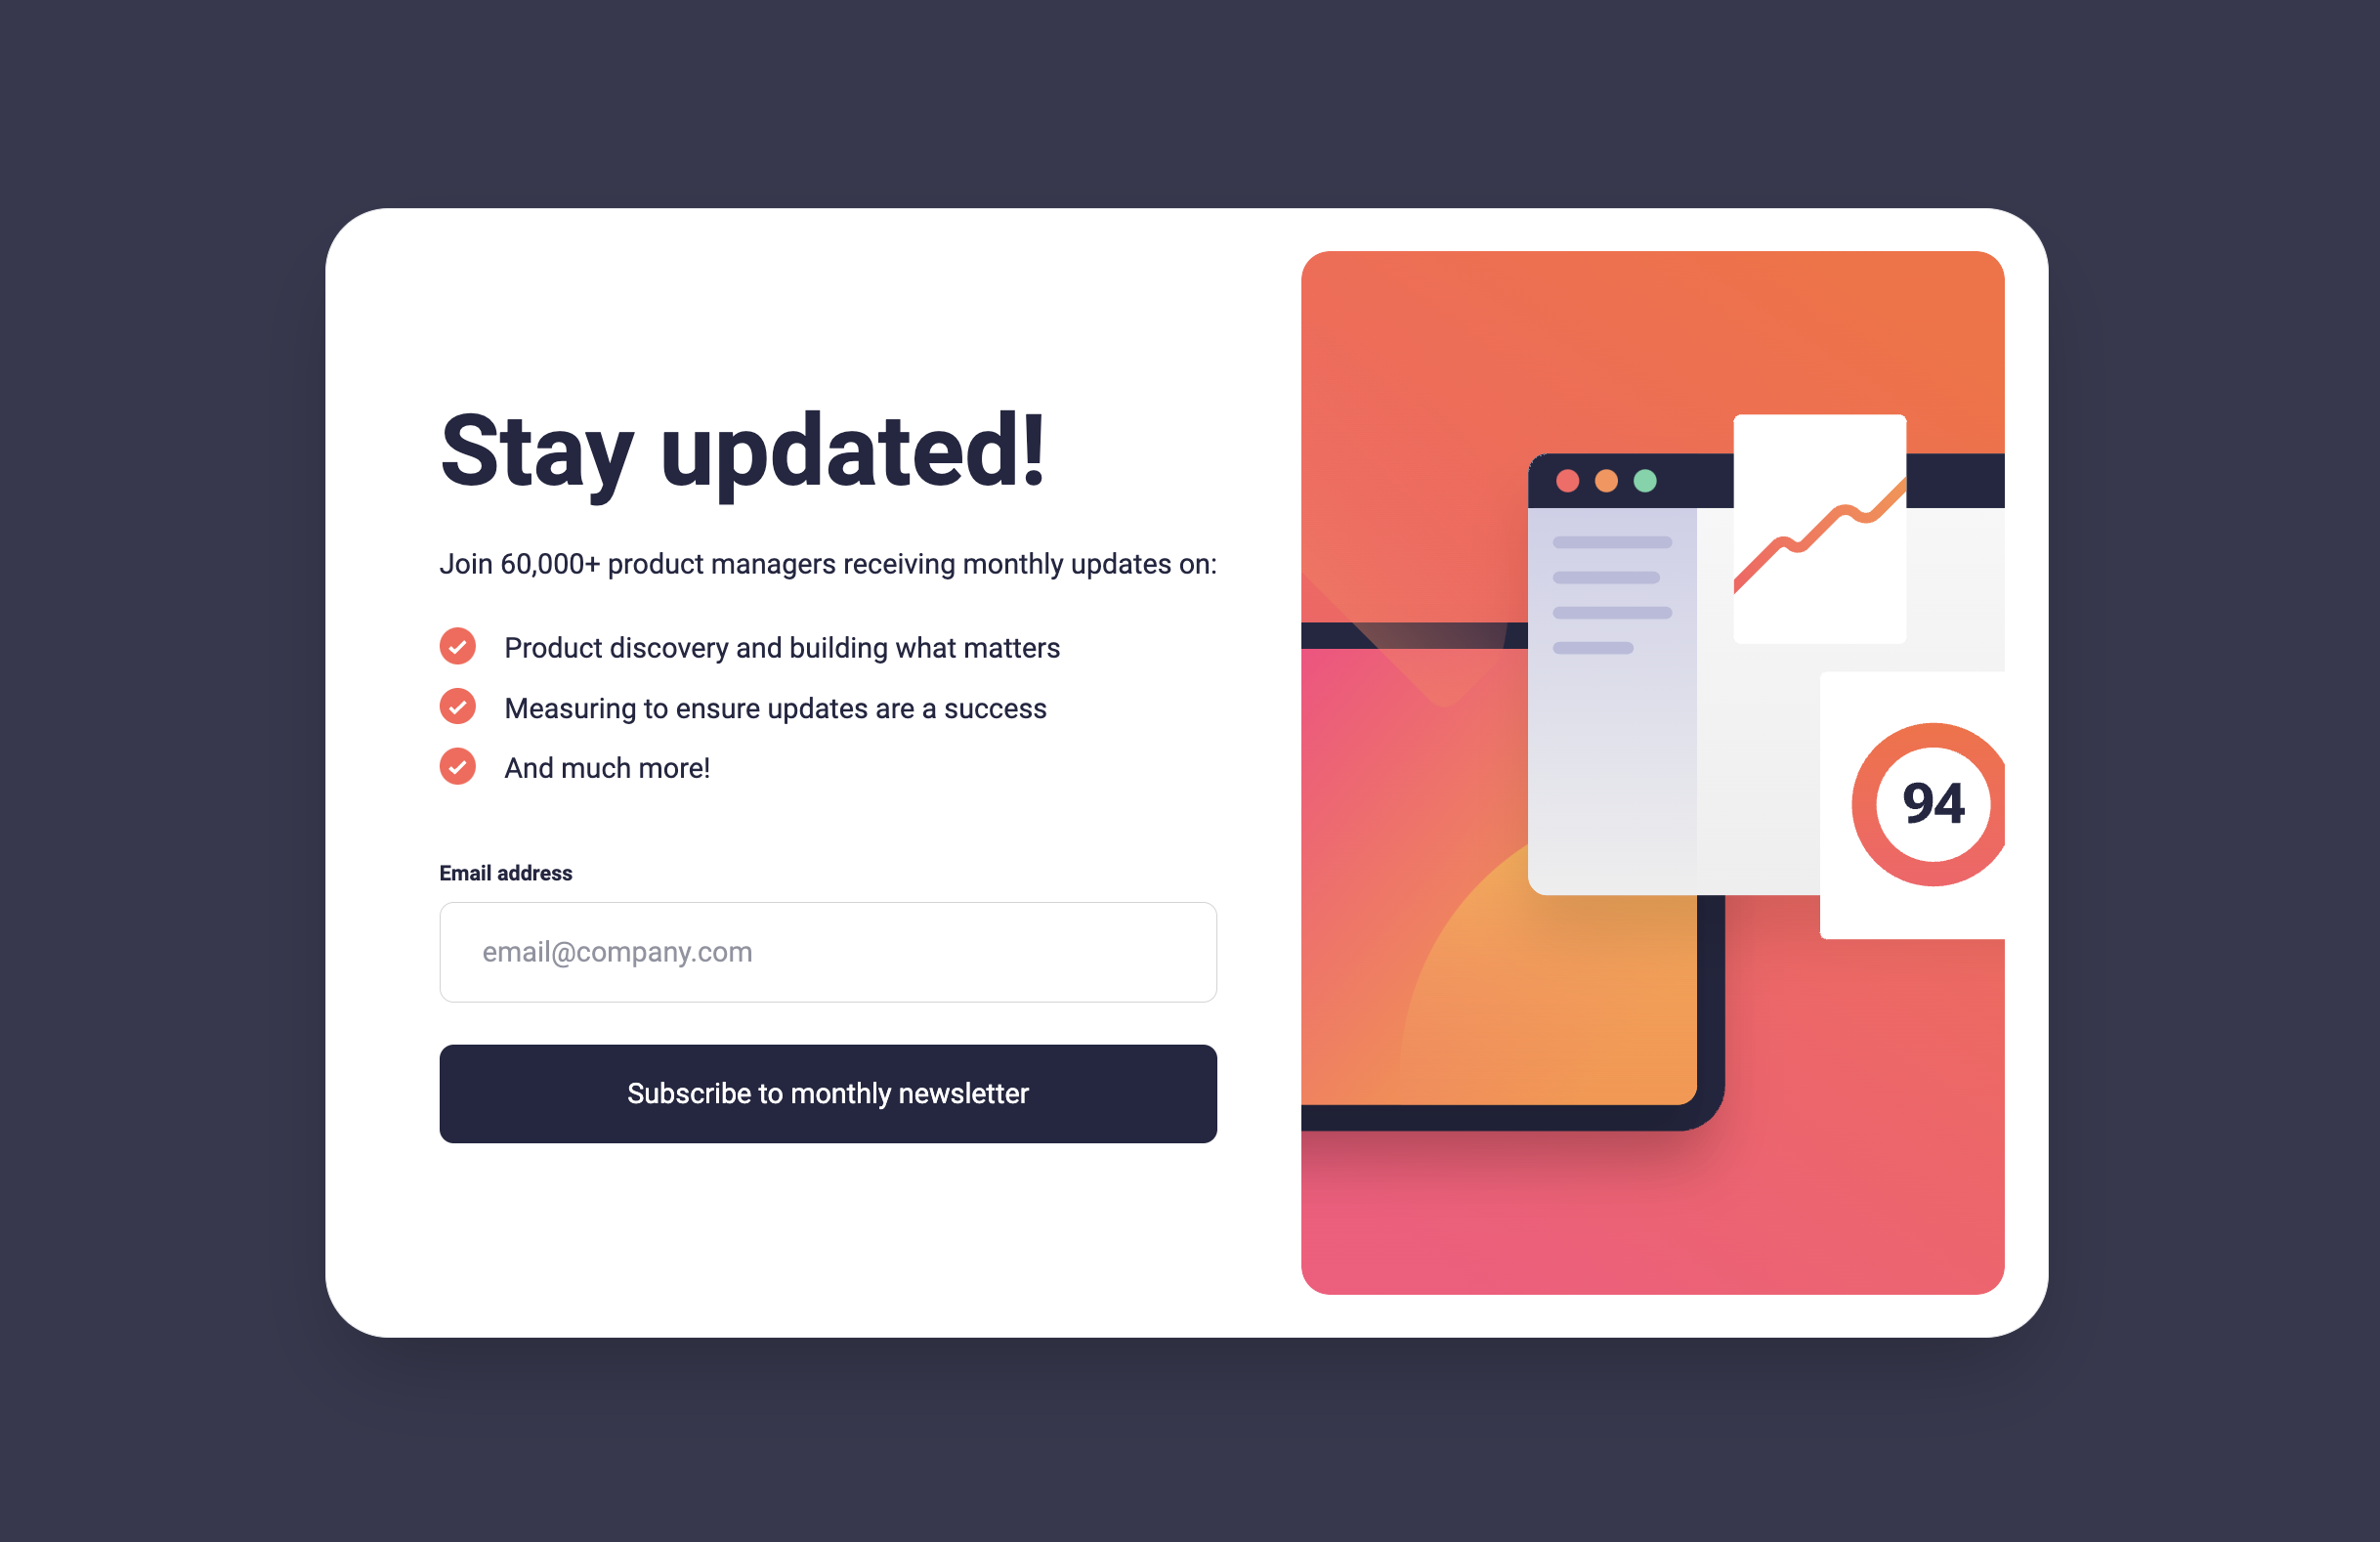 Stay updated!
Join 60,000+ product managers receiving monthly updates on:
Product discovery and building what matters
Measuring to ensure updates are a success
And much more!
Email address
email@company.com
Subscribe to monthly newsletter
94